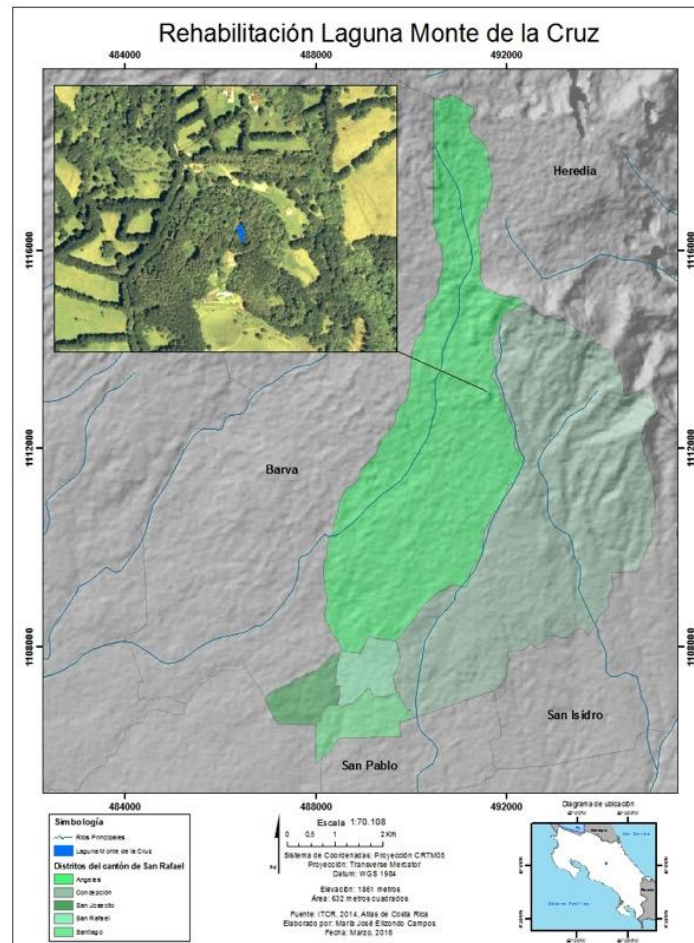 Rehabilitación Laguna Monte de la Cruz
484000
488000
492000
Heredia
1116000
1116000
Barva
1112000
1112000
1108000
1108000
San Isidro
San Pablo
484000
488000
492000
Simbología
Ríos Principales
Laguna Monte de la Cruz
Distritos del cantón de San Rafael
Angeles
Concepción
San Josecito
San Rafael
Santiago
Escala 1:70.108
0 0.5 1 2 Km
N
Sistema de Coordenadas: Proyección CRTM05
Proyección: Transverse Mercator
Datum: WGS 1984
Elevación: 1861 metros
Área: 632 metros cuadrados
Fuente: ITCR, 2014, Atlas de Costa Rica
Elaborado por: María José Elizondo Campos
Fecha: Marzo, 2016
Diagrama de ubicación